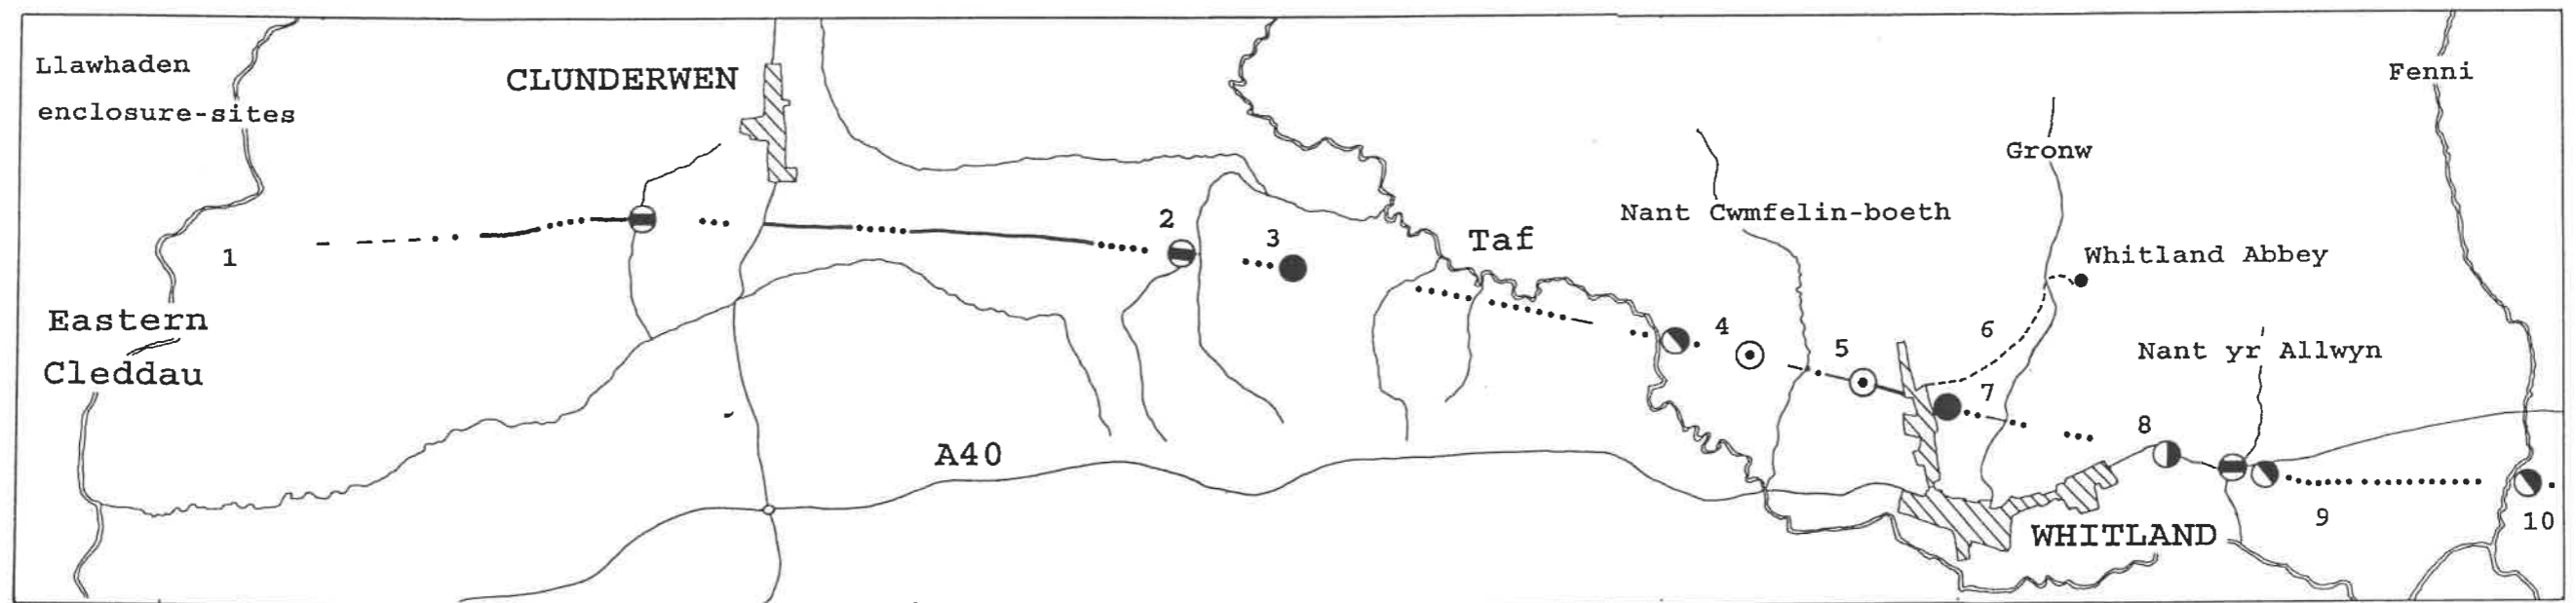 Llawhaden
enclosure-sites
CLUNDERWEN
Fenni
Gronw
Nant Cwmfelin-boeth
2
3
Taf
1
Whitland Abbey
Eastern
Cleddau
4
5
6
Nant yr Allwyn
7
8
A40
9
10
WHITLAND